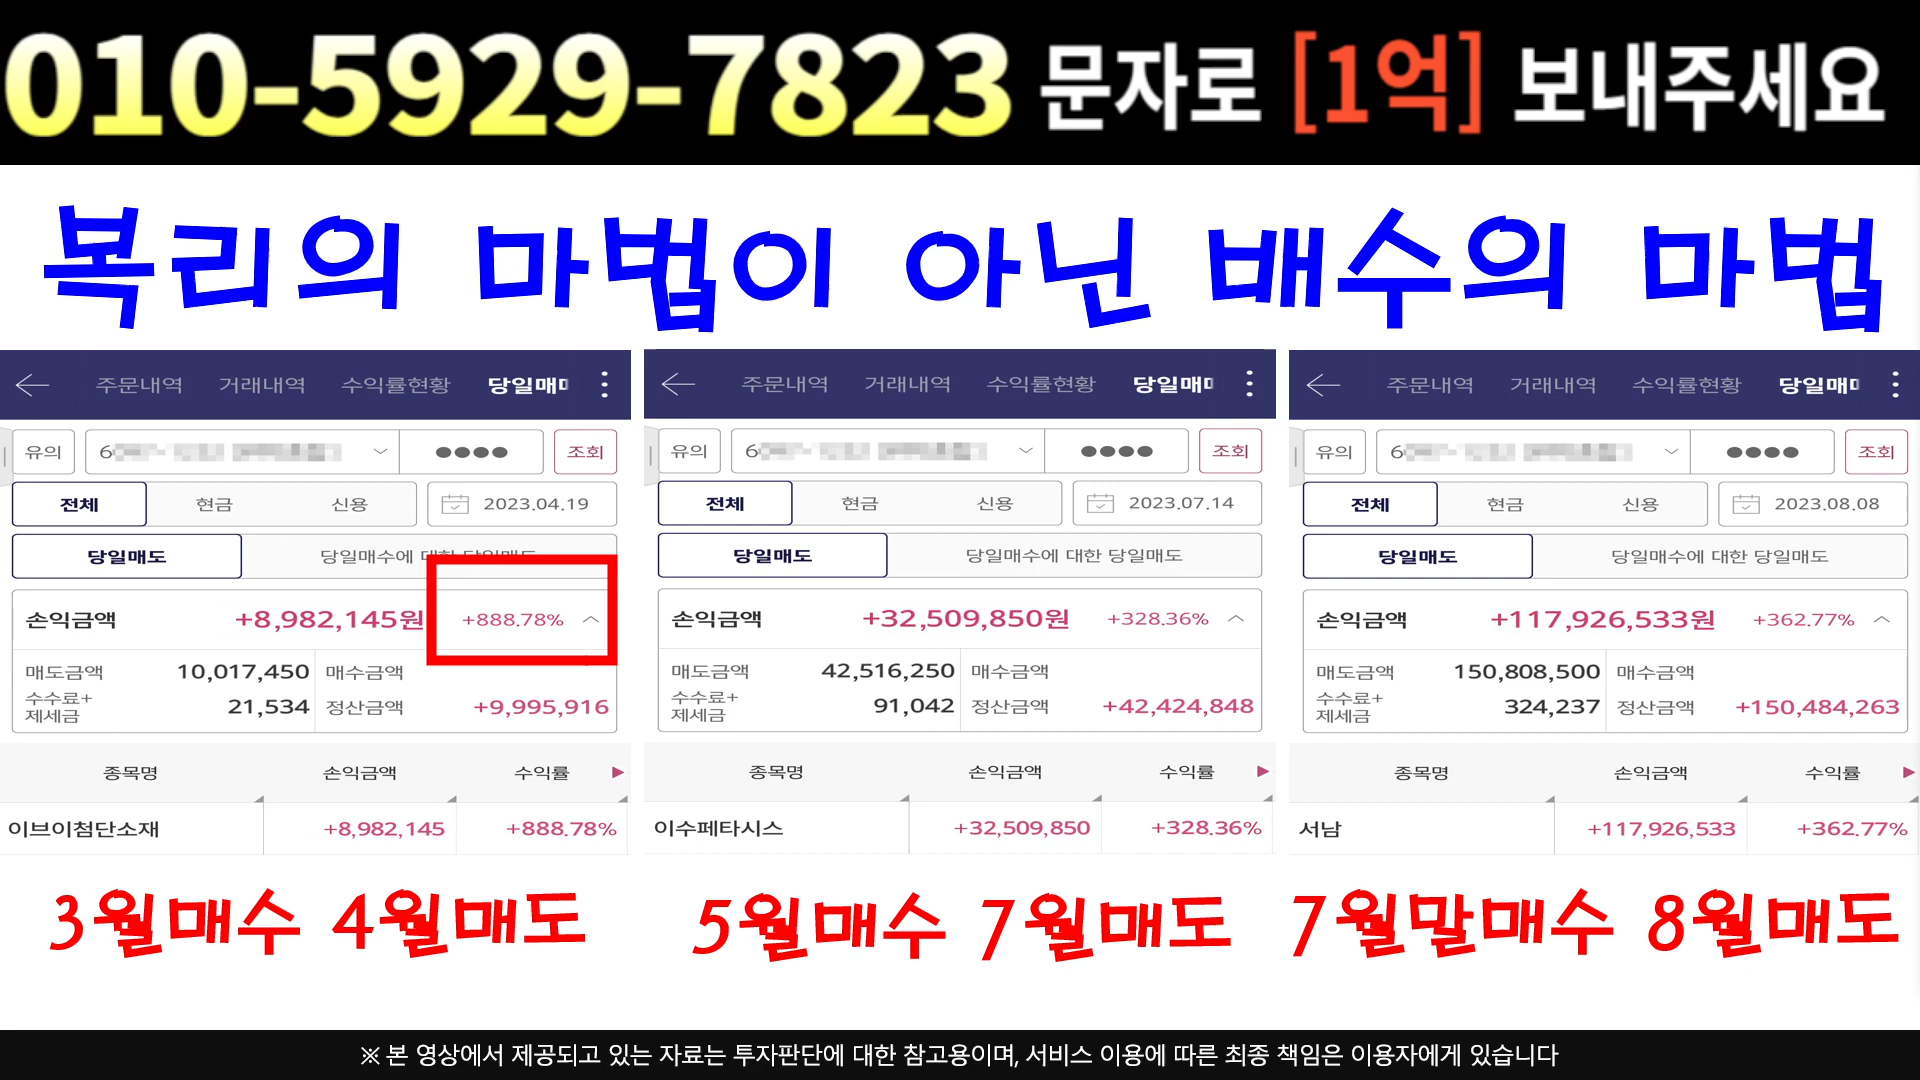 010-5929-7823 문자로 [1억] 보내주세요
복리의 마법이 아닌 배수의 마법
주문내역 거래내역 수익률현황 당일매
유의 6 ●●●● 조회
전체 현금 신용 2023.04.19
당일매도 당일매수에 대한 당일매도
손익금액 +8,982,145원 +888.78%
매도금액 10,017,450 매수금액
수수료+
제세금 21,534 정산금액 +9,995,916
종목명 손익금액 수익률
이브이첨단소재 +8,982,145 +888.78%
3월매수 4월매도
주문내역 거래내역 수익률현황 당일매
유의 6 ●●●● 조회
전체 현금 신용 2023.07.14
당일매도 당일매수에 대한 당일매도
손익금액 +32,509,850원 +328.36%
매도금액 42,516,250 매수금액
수수료+
제세금 91,042 정산금액 +42,424,848
종목명 손익금액 수익률
이수페타시스 +32,509,850 +328.36%
5월매수 7월매도
주문내역 거래내역 수익률현황 당일매
유의 6 ●●●● 조회
전체 현금 신용 2023.08.08
당일매도 당일매수에 대한 당일매도
손익금액 +117,926,533원 +362.77%
매도금액 150,808,500 매수금액
수수료+
제세금 324,237 정산금액 +150,484,263
종목명 손익금액 수익률
서남 +117,926,533 +362.77%
7월말매수 8월매도
※ 본 영상에서 제공되고 있는 자료는 투자판단에 대한 참고용이며, 서비스 이용에 따른 최종 책임은 이용자에게 있습니다